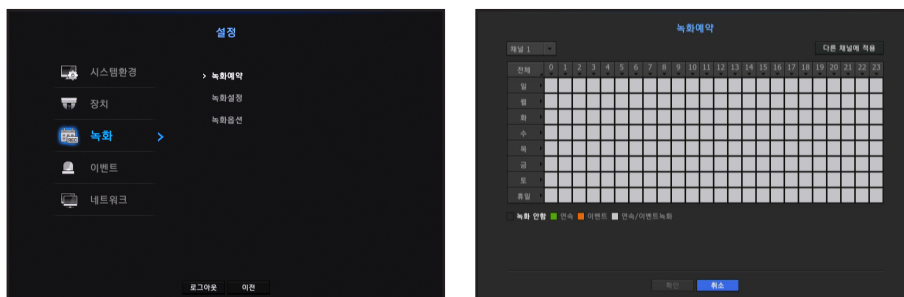 설정
시스템환경
장치
녹화 >
이벤트
네트워크
> 녹화예약
녹화설정
녹화옵션
로그아웃 이전
녹화예약
채널 1 다른 채널에 적용
전체 0 1 2 3 4 5 6 7 8 9 10 11 12 13 14 15 16 17 18 19 20 21 22 23
일
월
화
수
목
금
토
휴일
녹화 안함 연속 이벤트 연속/이벤트녹화
확인 취소